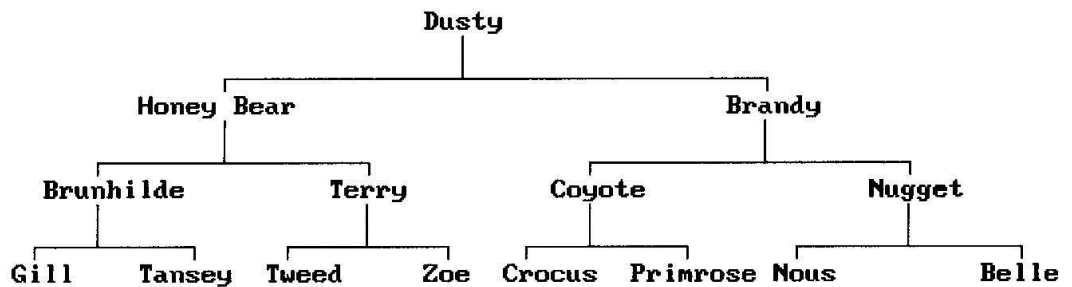 Dusty
Honey Bear Brandy
Brunhilde Terry Coyote Nugget
Gill Tansey Tweed Zoe Crocus Primrose Nous Belle